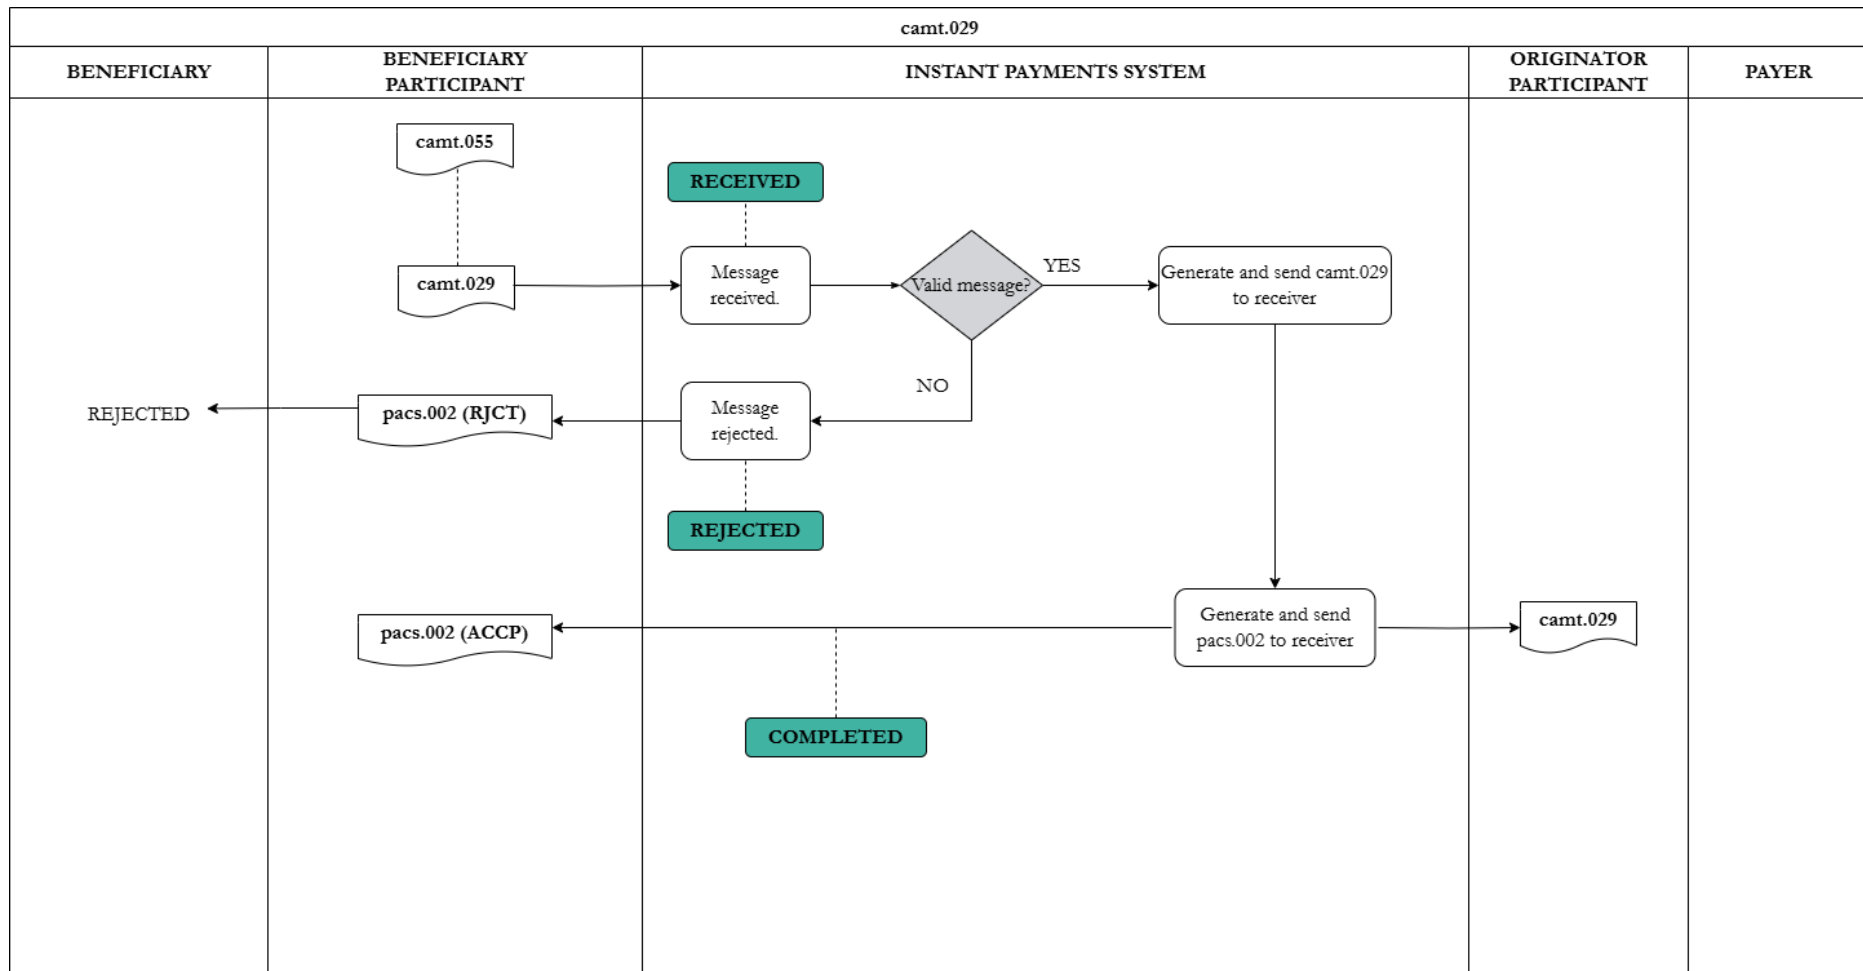 camt.029
BENEFICIARY
BENEFICIARY
PARTICIPANT
INSTANT PAYMENTS SYSTEM
ORIGINATOR
PARTICIPANT
PAYER
camt.055
RECEIVED
camt.029
Message
received.
Valid message?
YES
Generate and send camt.029
to receiver
NO
REJECTED
pacs.002 (RJCT)
Message
rejected.
REJECTED
pacs.002 (ACCP)
Generate and send
pacs.002 to receiver
camt.029
COMPLETED